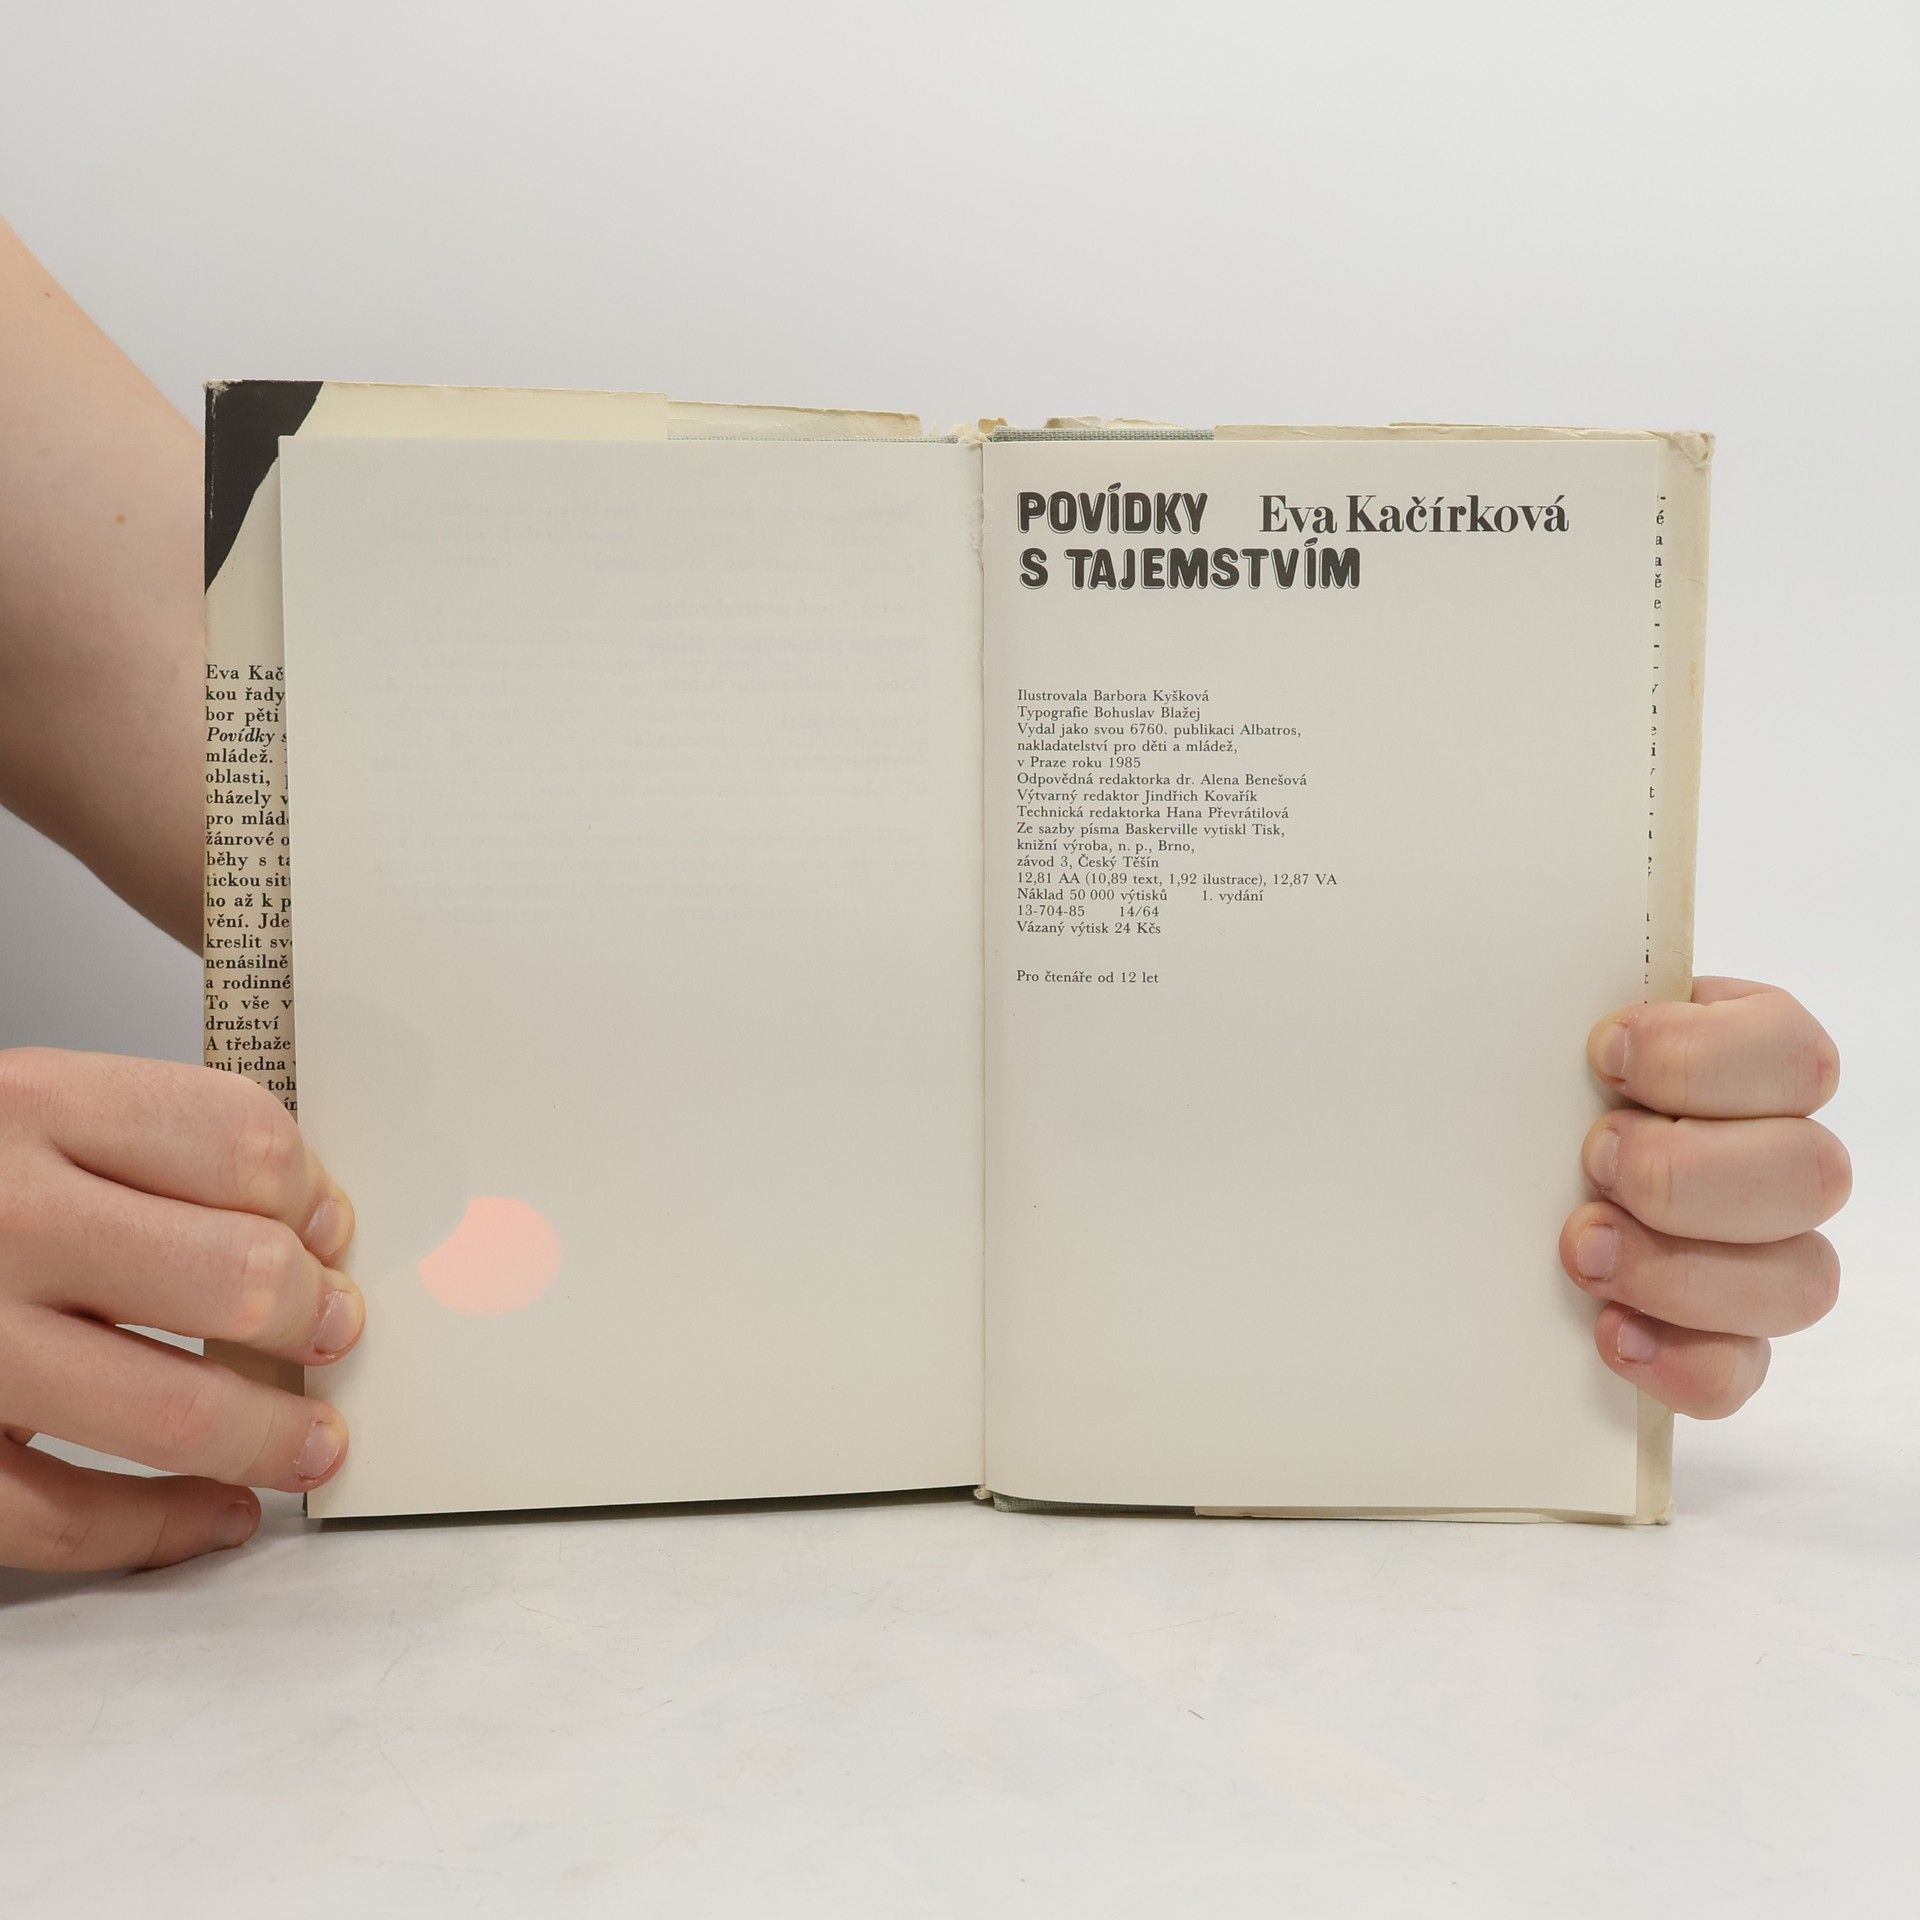 Eva Kač
kou řady
bor pěti
Povídky s
mládež.
oblasti,
cházely v
pro mlád
žánrové o
běhy s ta
tickou sit
ho až k p
vění. Jde
kreslit sv
nenásilně
a rodinné
To vše v
družství
A třebaže
ani jedna v
toh
POVÍDKY Eva Kačírková
S TAJEMSTVÍM
Ilustrovala Barbora Kyšková
Typografie Bohuslav Blažej
Vydal jako svou 6760. publikaci Albatros,
nakladatelství pro děti a mládež,
v Praze roku 1985
Odpovědná redaktorka dr. Alena Benešová
Výtvarný redaktor Jindřich Kovařík
Technická redaktorka Hana Převrátilová
Ze sazby písma Baskerville vytiskl Tisk,
knižní výroba, n. p., Brno,
závod 3, Český Těšín
12,81 AA (10,89 text, 1,92 ilustrace), 12,87 VA
Náklad 50 000 výtisků 1. vydání
13-704-85 14/64
Vázaný výtisk 24 Kčs
Pro čtenáře od 12 let